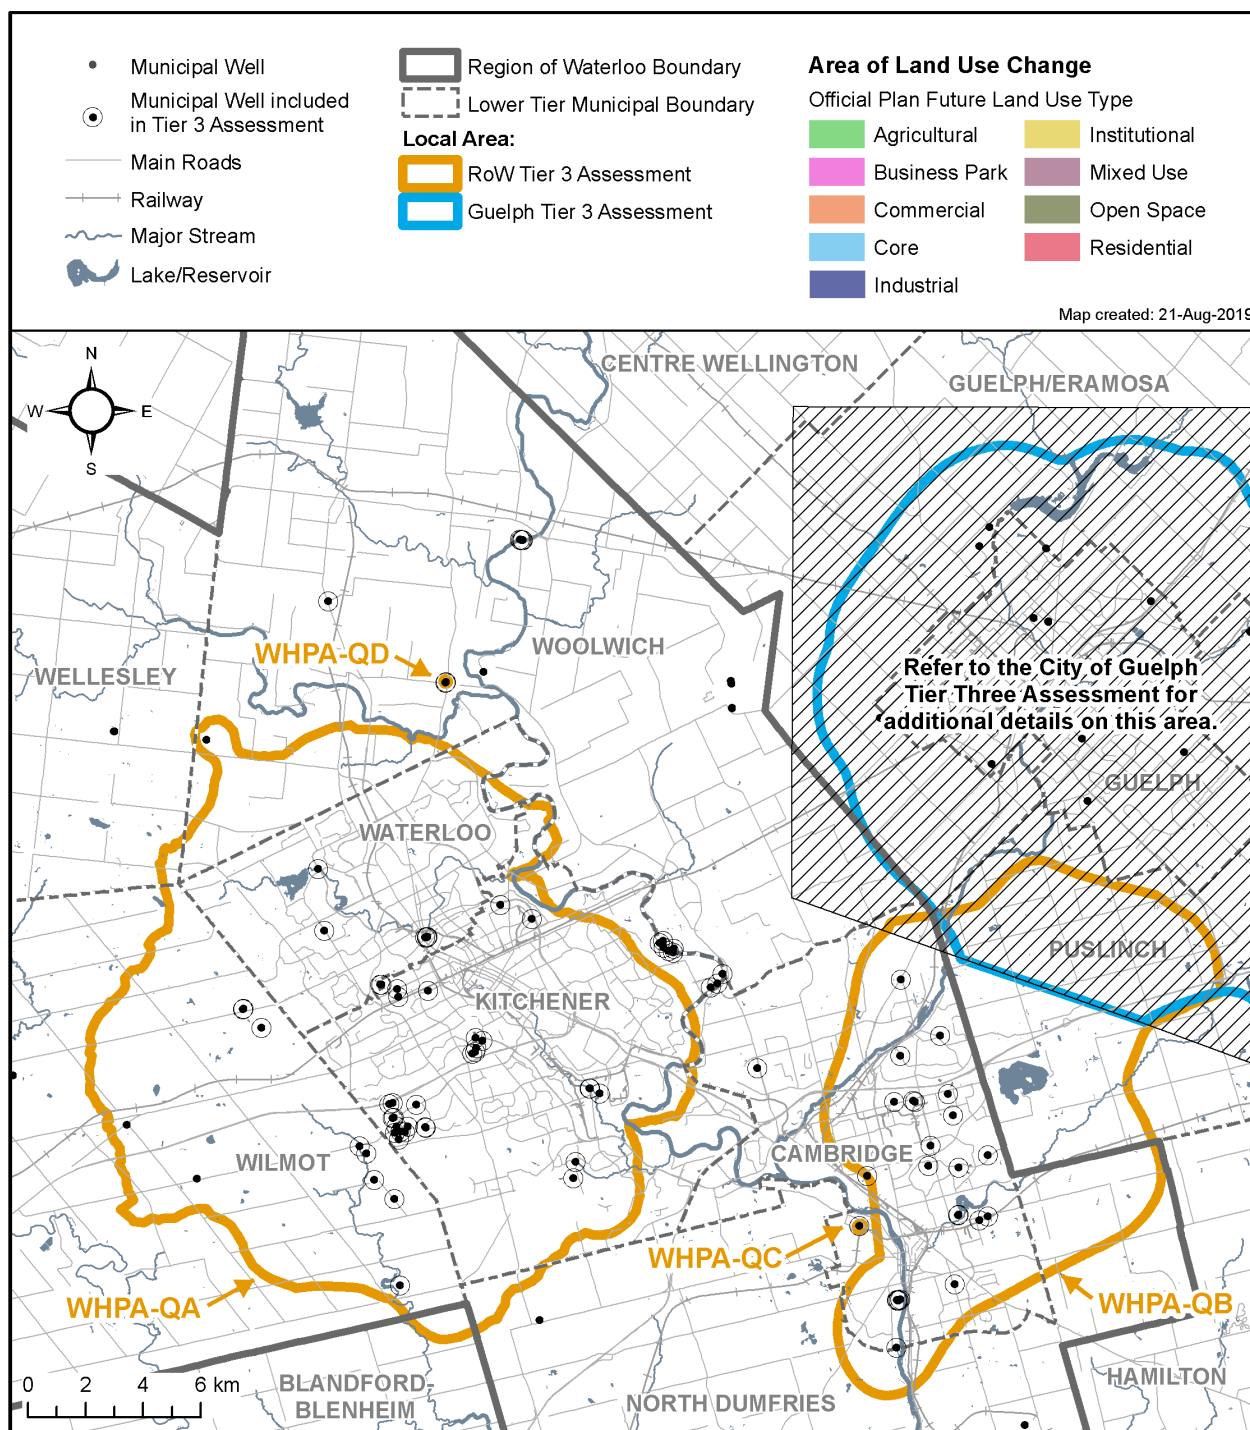 Municipal Well
Municipal Well included
in Tier 3 Assessment
Main Roads
Railway
Major Stream
Lake/Reservoir
Region of Waterloo Boundary
Lower Tier Municipal Boundary
Local Area:
RoW Tier 3 Assessment
Guelph Tier 3 Assessment
Area of Land Use Change
Official Plan Future Land Use Type
Agricultural
Business Park
Commercial
Core
Industrial
Institutional
Mixed Use
Open Space
Residential
Map created: 21-Aug-2019
N
W
E
S
CENTRE WELLINGTON
GUELPH/ERAMOSA
WOOLWICH
WHPA-QD
WELLESLEY
Refer to the City of Guelph
Tier Three Assessment for
additional details on this area.
GUELPH
WATERLOO
PUSLINCH
KITCHENER
CAMBRIDGE
WILMOT
WHPA-QC
WHPA-QA
WHPA-QB
0 2 4 6 km
BLANDFORD-
BLENHEIM
NORTH DUMFRIES
HAMILTON